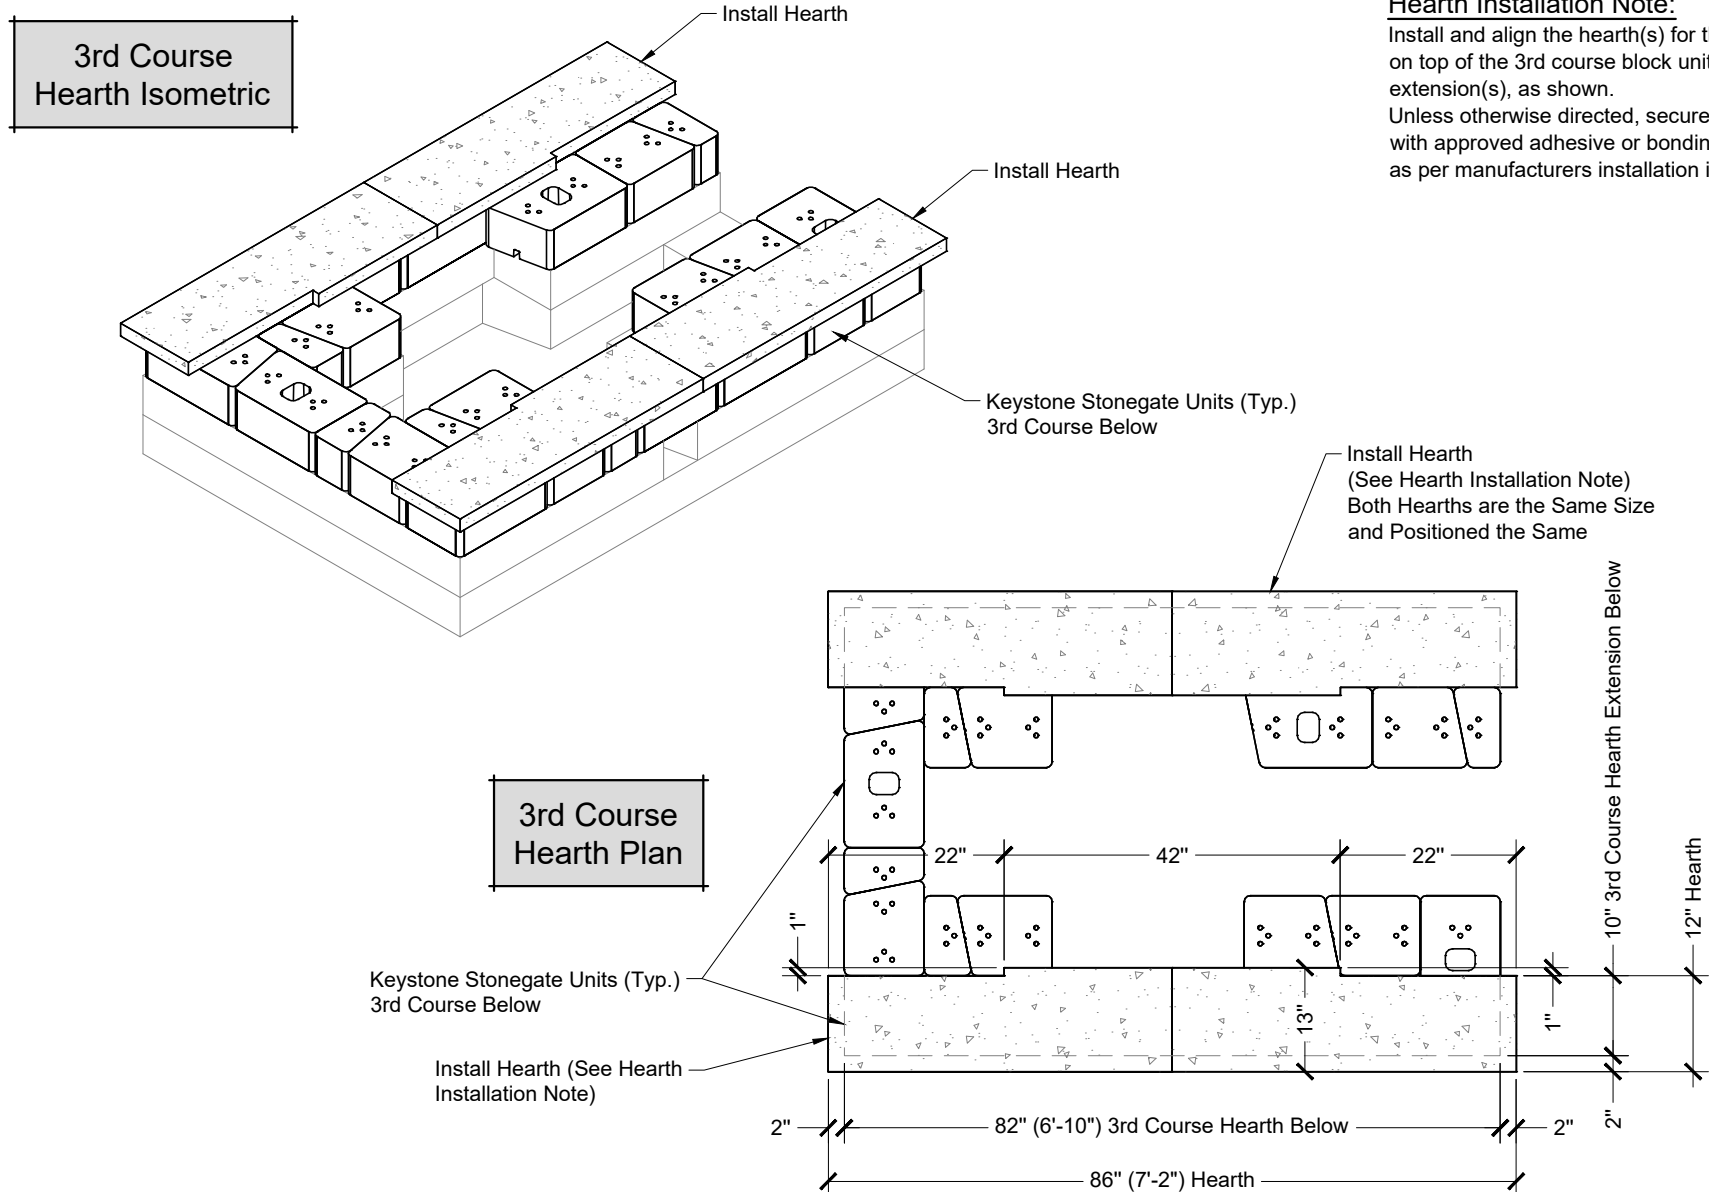 3rd Course
Hearth Isometric
Install Hearth
Install Hearth
Keystone Stonegate Units (Typ.)
3rd Course Below
Hearth Installation Note:
Install and align the hearth(s) for
on top of the 3rd course block
extension(s), as shown.
Unless otherwise directed, secure
with approved adhesive or
as per manufacturers installation
Install Hearth
(See Hearth Installation Note)
Both Hearths are the Same Size
and Positioned the Same
3rd Course
Hearth Plan
22"
42"
22"
1"
13"
1"
10" 3rd Course Hearth Extension Below
12" Hearth
2"
Keystone Stonegate Units (Typ.)
3rd Course Below
Install Hearth (See Hearth
Installation Note)
2"
82" (6'-10") 3rd Course Hearth Below
2"
86" (7'-2") Hearth